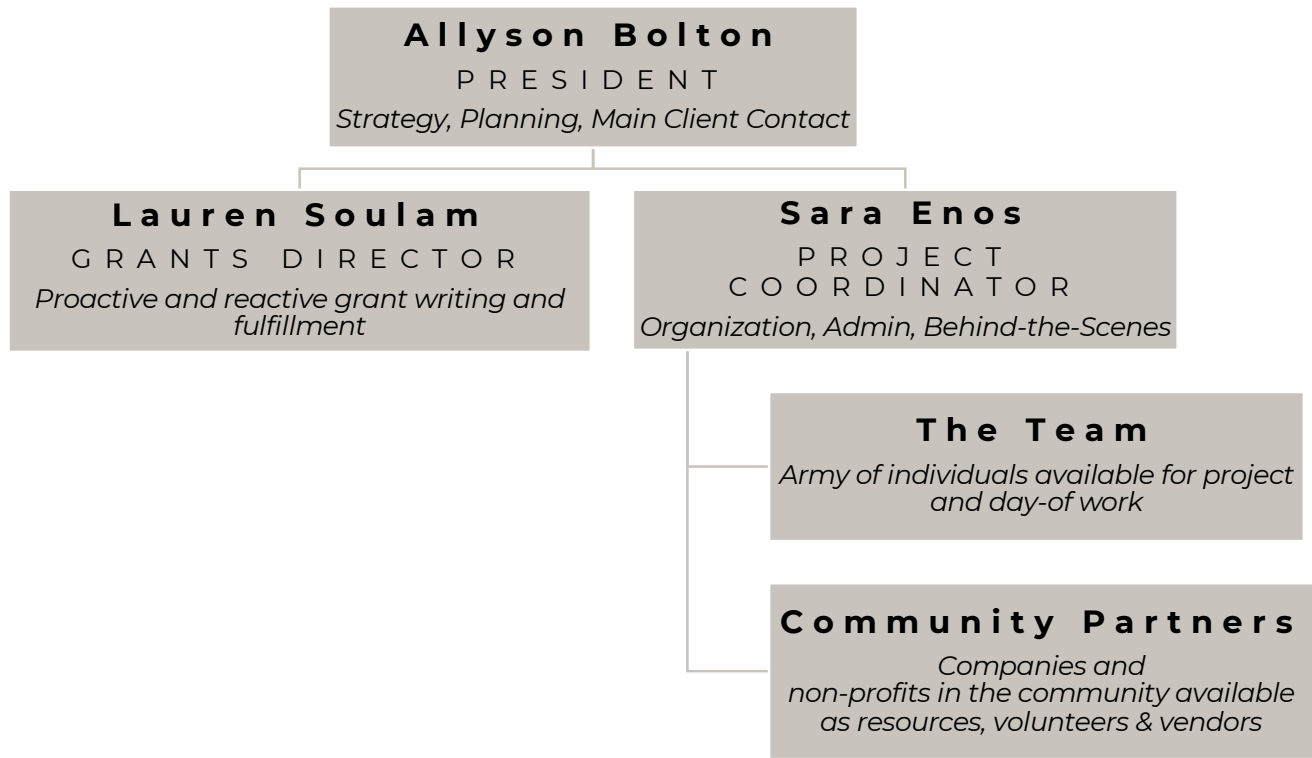 Allyson Bolton
PRESIDENT
Strategy, Planning, Main Client Contact
Lauren Soulam
GRANTS DIRECTOR
Proactive and reactive grant writing and
fulfillment
Sara Enos
PROJECT
COORDINATOR
Organization, Admin, Behind-the-Scenes
The Team
Army of individuals available for project
and day-of work
Community Partners
Companies and
non-profits in the community available
as resources, volunteers & vendors